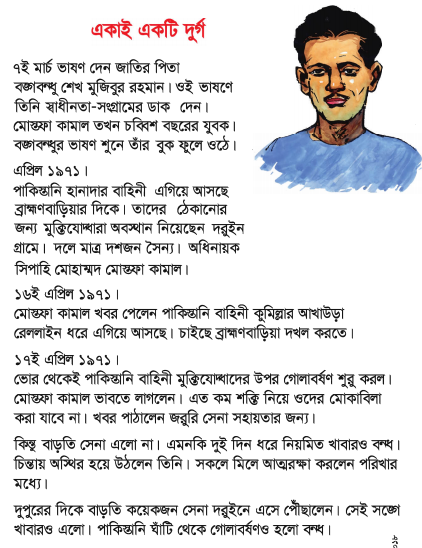 একাই একটি দুর্গ
৭ই মার্চ ভাষণ দেন জাতির পিতা
বঙ্গবন্ধু শেখ মুজিবুর রহমান। ওই ভাষণে
তিনি স্বাধীনতা-সংগ্রামের ডাক দেন।
মোস্তফা কামাল তখন চব্বিশ বছরের যুবক।
বঙ্গবন্ধুর ভাষণ শুনে তাঁর বুক ফুলে ওঠে।
এপ্রিল ১৯৭১।
পাকিস্তানি হানাদার বাহিনী এগিয়ে আসছে
ব্রাহ্মণবাড়িয়ার দিকে। তাদের ঠেকানোর
জন্য মুক্তিযোদ্ধারা অবস্থান নিয়েছেন দরুইন
গ্রামে। দলে মাত্র দশজন সৈন্য। অধিনায়ক
সিপাহি মোহাম্মদ মোস্তফা কামাল।
১৬ই এপ্রিল ১৯৭১।
মোস্তফা কামাল খবর পেলেন পাকিস্তানি বাহিনী কুমিল্লার আখাউড়া
রেললাইন ধরে এগিয়ে আসছে। চাইছে ব্রাহ্মণবাড়িয়া দখল করতে।
১৭ই এপ্রিল ১৯৭১।
ভোর থেকেই পাকিস্তানি বাহিনী মুক্তিযোদ্ধাদের উপর গোলাবর্ষণ শুরু করল।
মোস্তফা কামাল ভাবতে লাগলেন। এত কম শক্তি নিয়ে ওদের মোকাবিলা
করা যাবে না। খবর পাঠালেন জরুরি সেনা সহায়তার জন্য।
কিন্তু বাড়তি সেনা এলো না। এমনকি দুই দিন ধরে নিয়মিত খাবারও বন্ধ।
চিন্তায় অস্থির হয়ে উঠলেন তিনি। সকলে মিলে আত্মরক্ষা করলেন পরিখার
মধ্যে।
দুপুরের দিকে বাড়তি কয়েকজন সেনা দরুইনে এসে পৌঁছালেন। সেই সঙ্গে
খাবারও এলো। পাকিস্তানি ঘাঁটি থেকে গোলাবর্ষণও হলো বন্ধ।